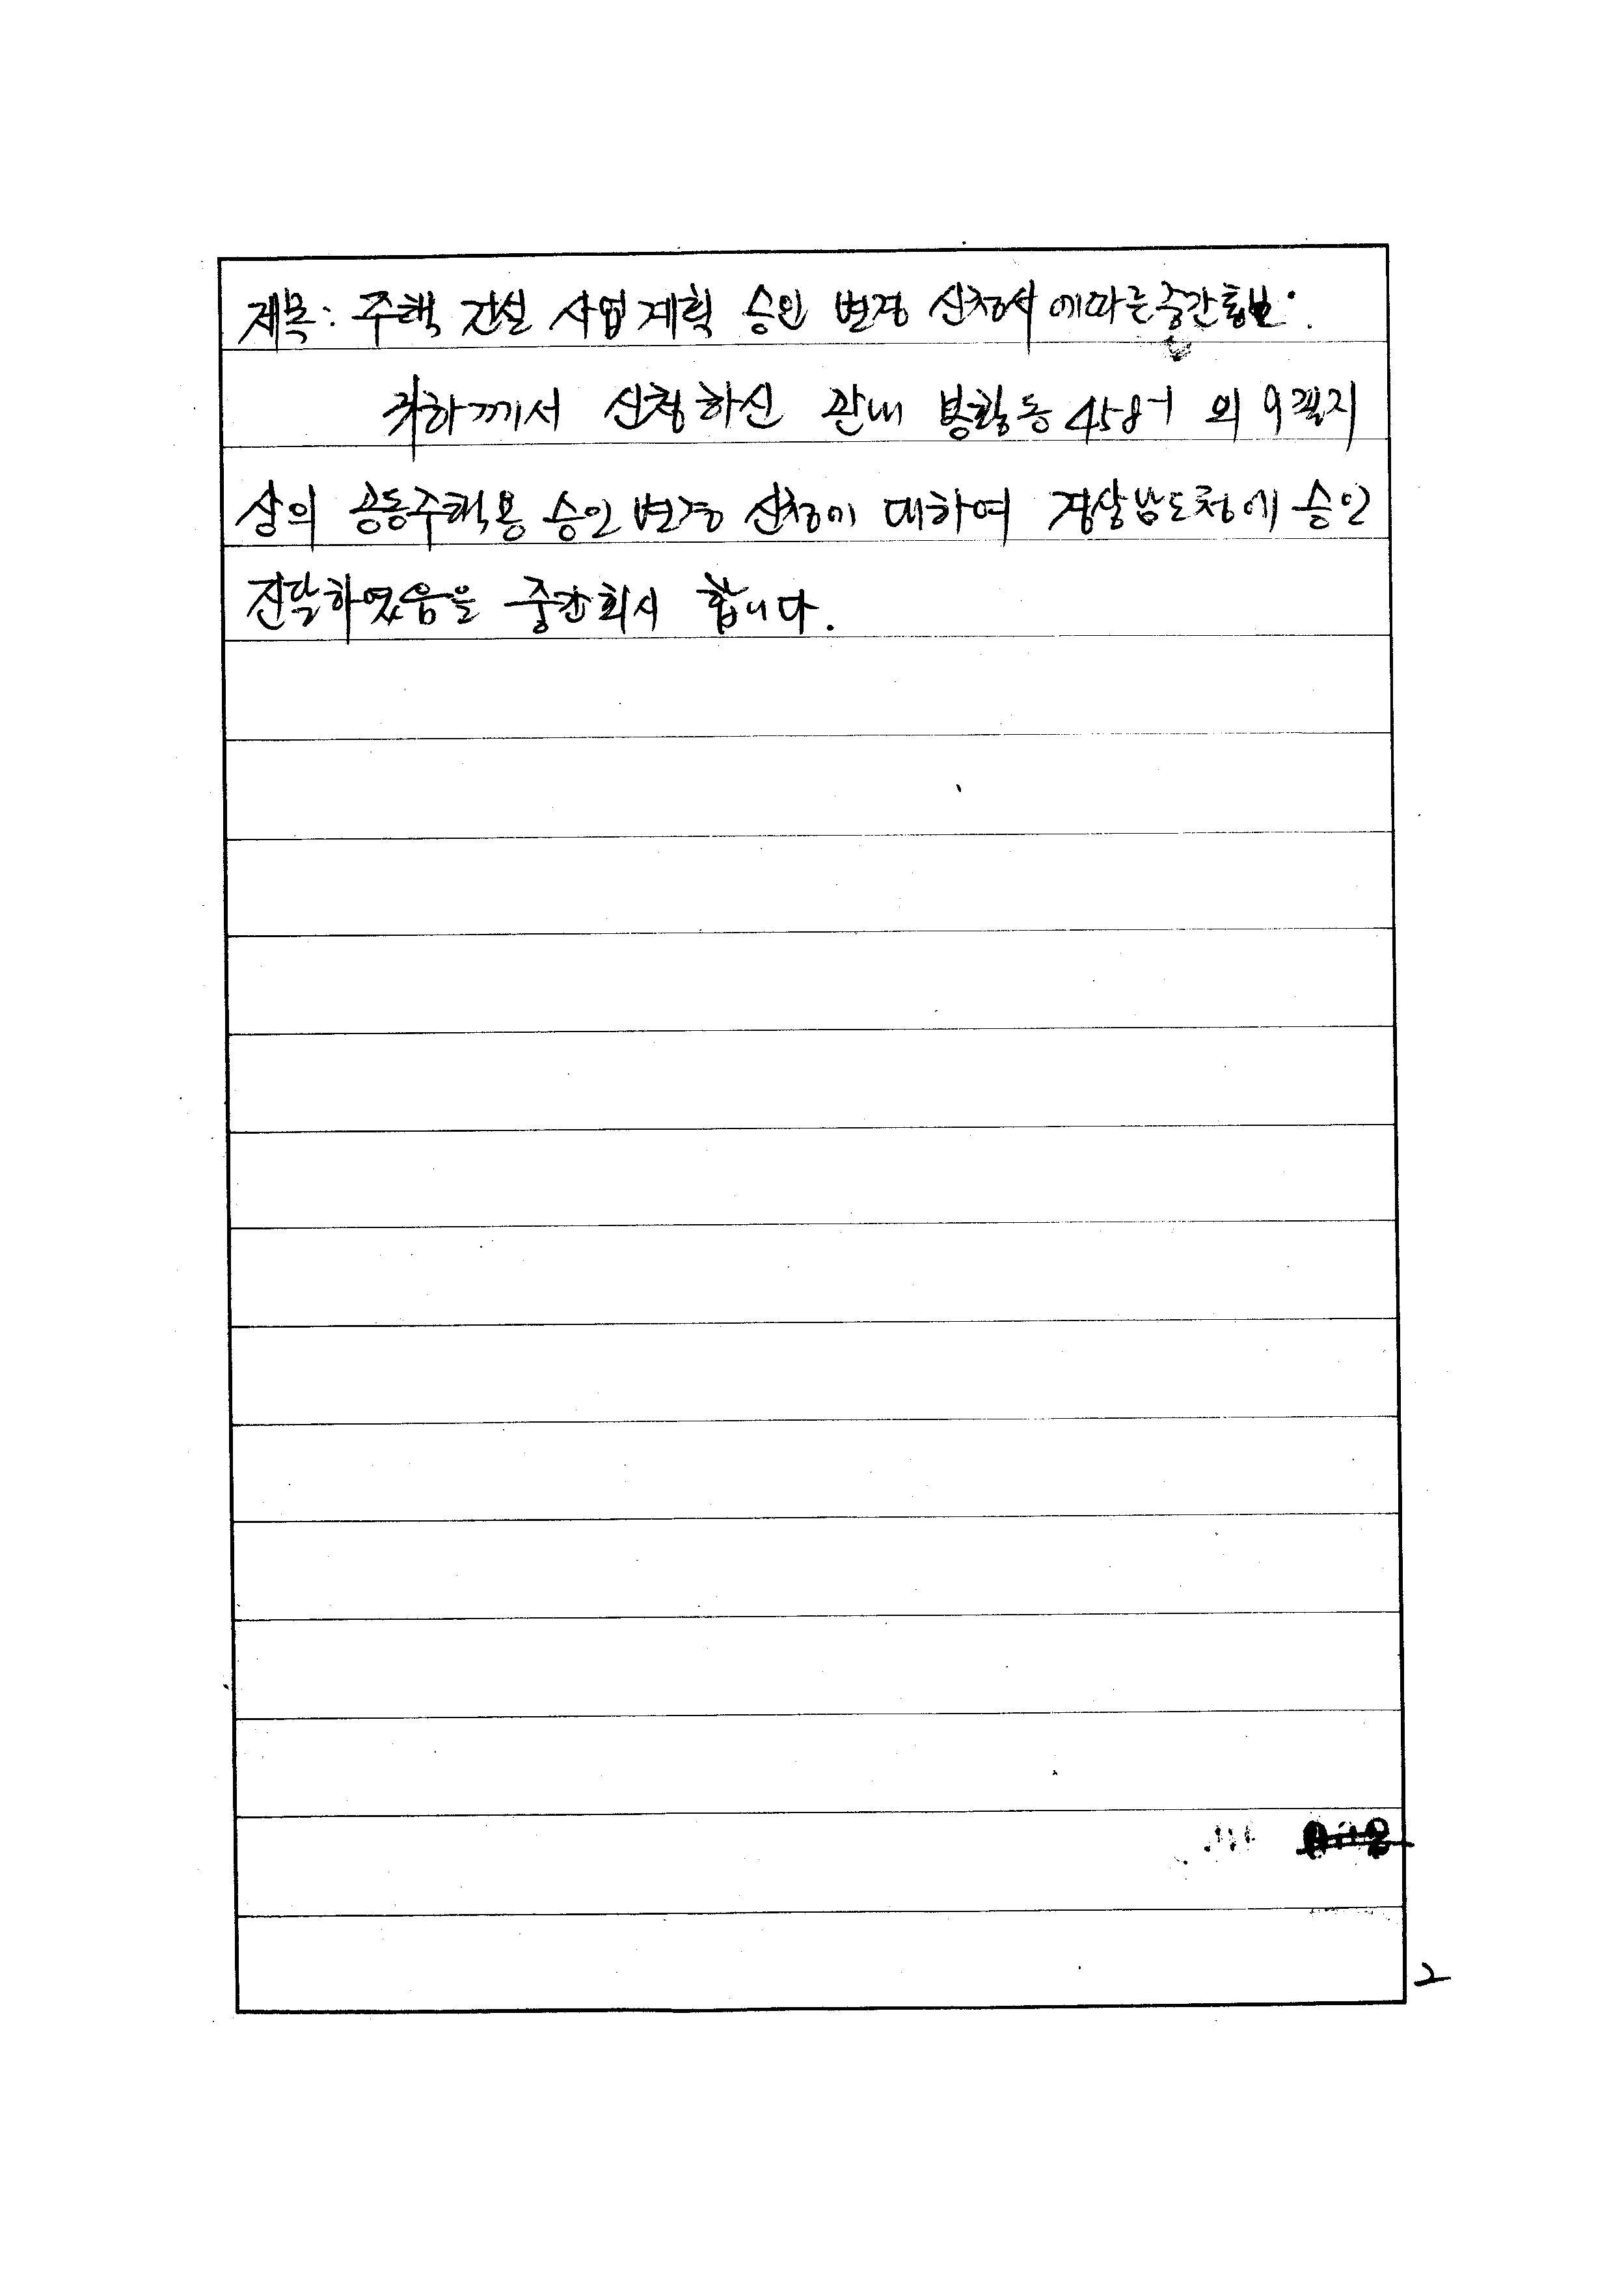 제목: 주택 건설 사업계획 승인 변경 신청서 에따른 중간통보.
귀하께서 신청하신 관내 봉황동 458-1 외 9필지
상의 공동주택용 승인변경 신청에 대하여 경상남도청에 승인
진달하였음을 중간회시 합니다.
2